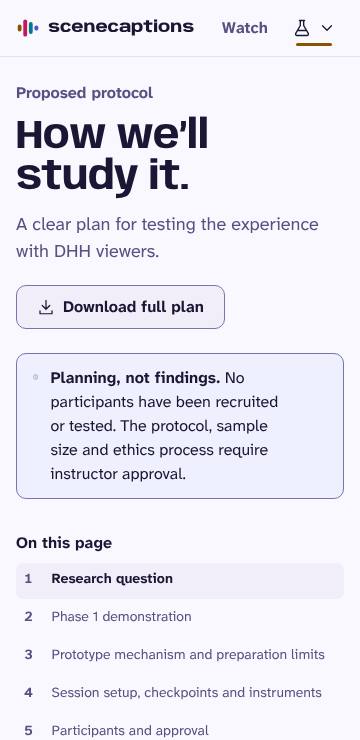 scenecaptions
Watch
Proposed protocol
How we'll
study it.
A clear plan for testing the experience
with DHH viewers.
Download full plan
Planning, not findings. No
participants have been recruited
or tested. The protocol, sample
size and ethics process require
instructor approval.
On this page
1 Research question
2 Phase 1 demonstration
3 Prototype mechanism and preparation limits
4 Session setup, checkpoints and instruments
5 Participants and approval